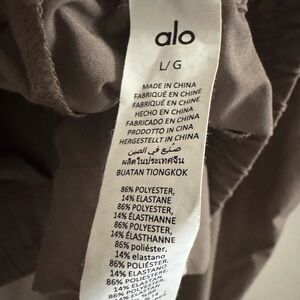 alo
L/G
MADE IN CHINA
FABRIQUÉ EN CHINE
FABRIQUÉ EN CHINE
HECHO EN CHINA
FABRICADO EN CHINA
PRODOTTO IN CINA
HERGESTELLT IN CHINA
صنع في الصين
ผลิตในประเทศจีน
BUATAN TIONGKOK
86% POLYESTER,
14% ELASTANE
86% POLYESTER,
14% ÉLASTHANNE
86% POLYESTER,
14% ÉLASTHANNE
86% poliéster,
14% elastano
86% POLIÉSTER,
14% ELASTANO
86% POLIESTERE,